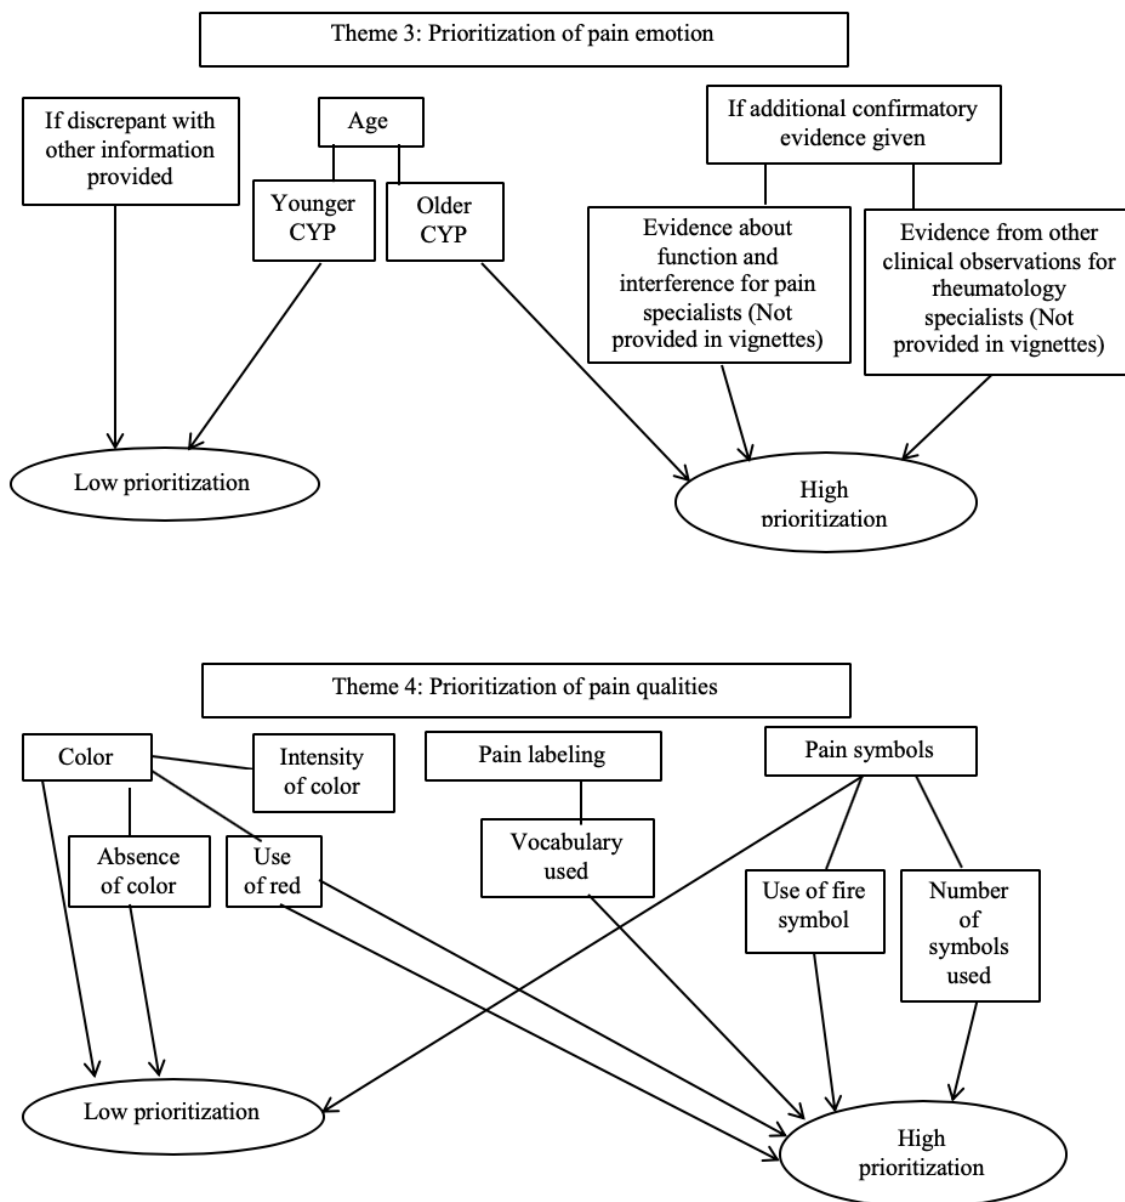 Theme 3: Prioritization of pain emotion
If discrepant with
other information
provided
Age
If additional confirmatory
evidence given
Younger
CYP
Older
CYP
Evidence about
function and
interference for pain
specialists (Not
provided in vignettes)
Evidence from other
clinical observations for
rheumatology
specialists (Not
provided in vignettes)
Low prioritization
High
prioritization
Theme 4: Prioritization of pain qualities
Color
Intensity
of color
Pain labeling
Pain symbols
Absence
of color
Use
of red
Vocabulary
used
Use of fire
symbol
Number
of
symbols
used
Low prioritization
High
prioritization